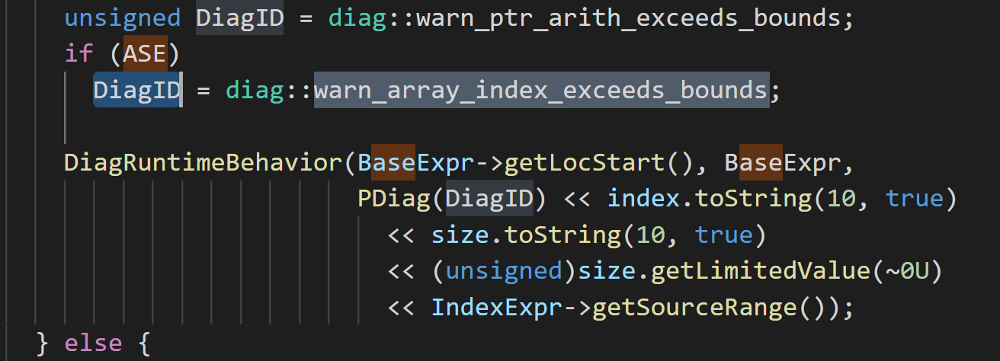 unsigned DiagID = diag::warn_ptr_arith_exceeds_bounds;
if (ASE)
DiagID = diag::warn_array_index_exceeds_bounds;
DiagRuntimeBehavior(BaseExpr->getLocStart(), BaseExpr,
PDiag(DiagID) << index.toString(10, true)
<< size.toString(10, true)
<< (unsigned)size.getLimitedValue(~0U)
<< IndexExpr->getSourceRange());
} else {